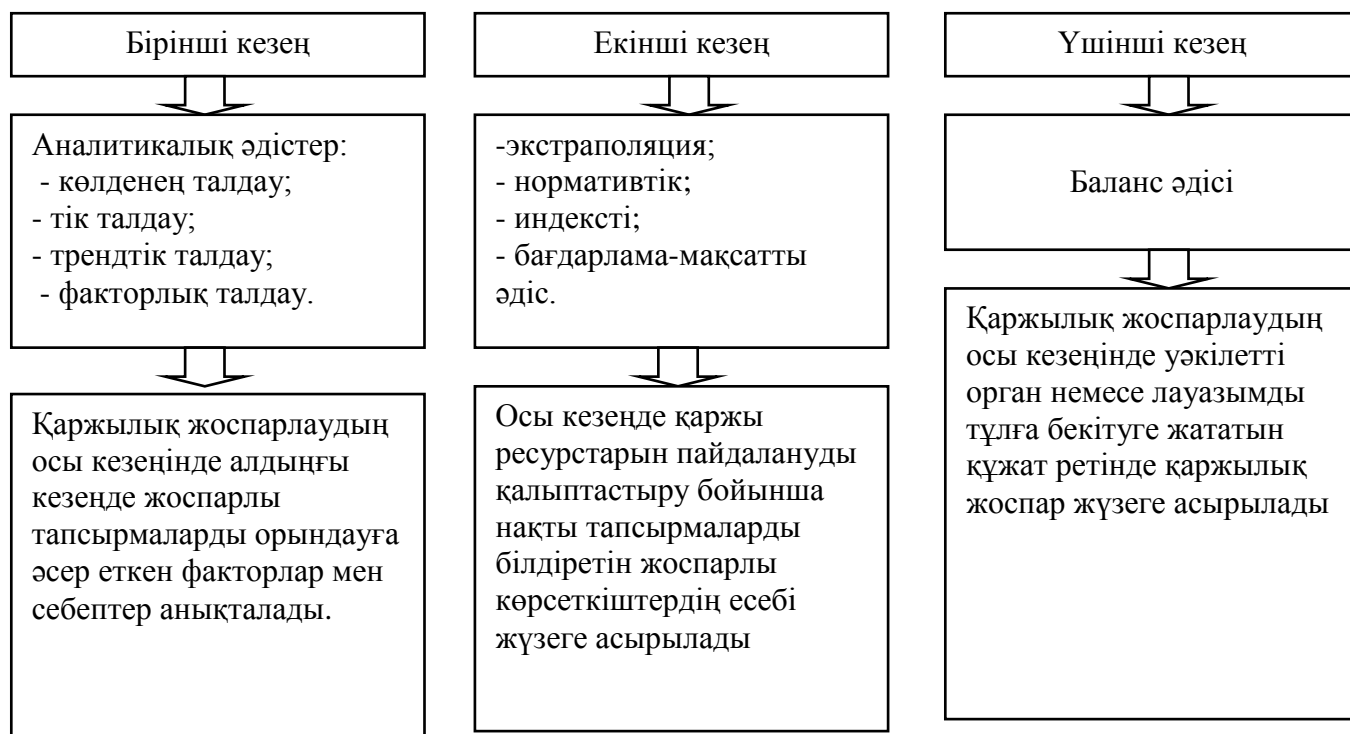 Бірінші кезең
Аналитикалық әдістер:
- көлденең талдау;
- тік талдау;
- трендтік талдау;
- факторлық талдау.
Қаржылық жоспарлаудың
осы кезеңінде алдыңғы
кезеңде жоспарлы
тапсырмаларды орындауға
әсер еткен факторлар мен
себептер анықталады.
Екінші кезең
-экстраполяция;
- нормативтік;
- индексті;
- бағдарлама-мақсатты
әдіс.
Осы кезеңде қаржы
ресурстарын пайдалануды
қалыптастыру бойынша
нақты тапсырмаларды
білдіретін жоспарлы
көрсеткіштердің есебі
жүзеге асырылады
Үшінші кезең
Баланс әдісі
Қаржылық жоспарлаудың
осы кезеңінде уәкілетті
орган немесе лауазымды
тұлға бекітуге жататын
құжат ретінде қаржылық
жоспар жүзеге асырылады